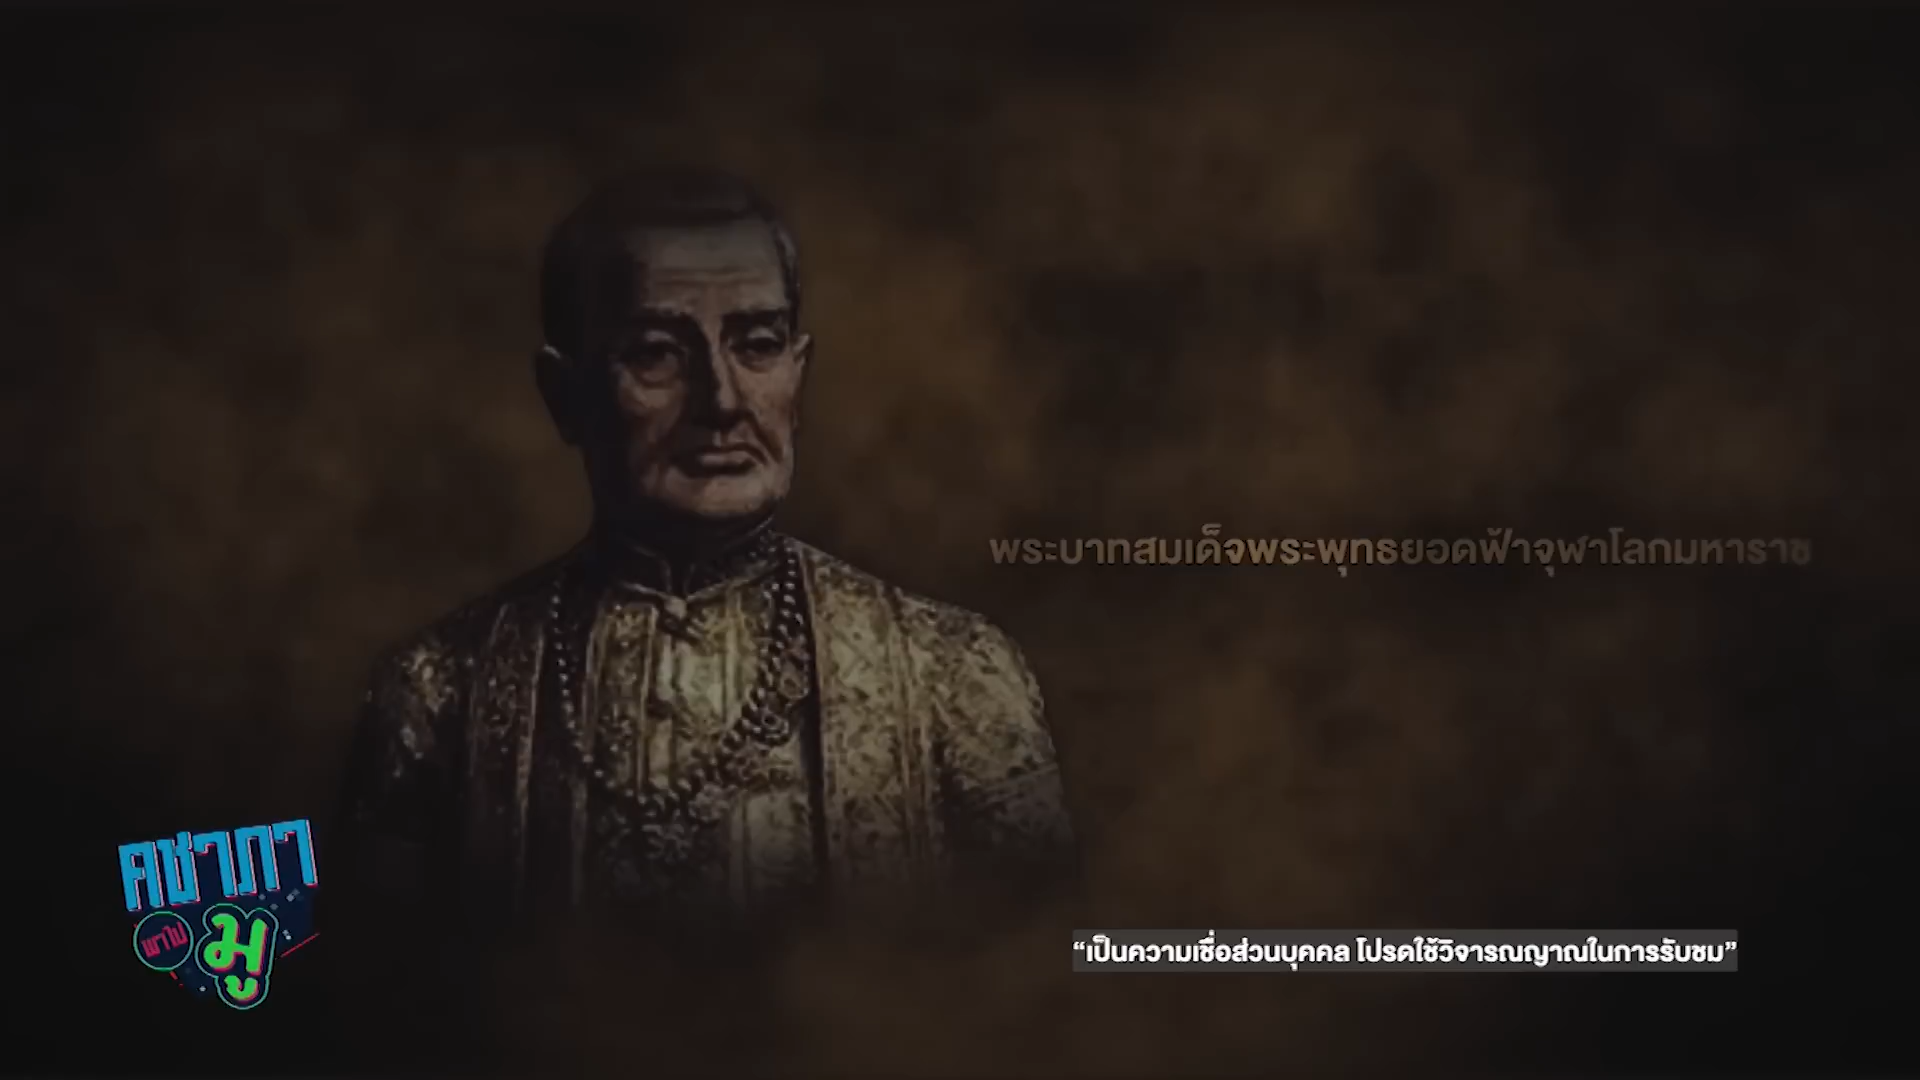 พระบาทสมเด็จพระพุทธยอดฟ้าจุฬาโลกมหาราช
คชาภา
พาไป
มู
“เป็นความเชื่อส่วนบุคคล โปรดใช้วิจารณญาณในการรับชม”